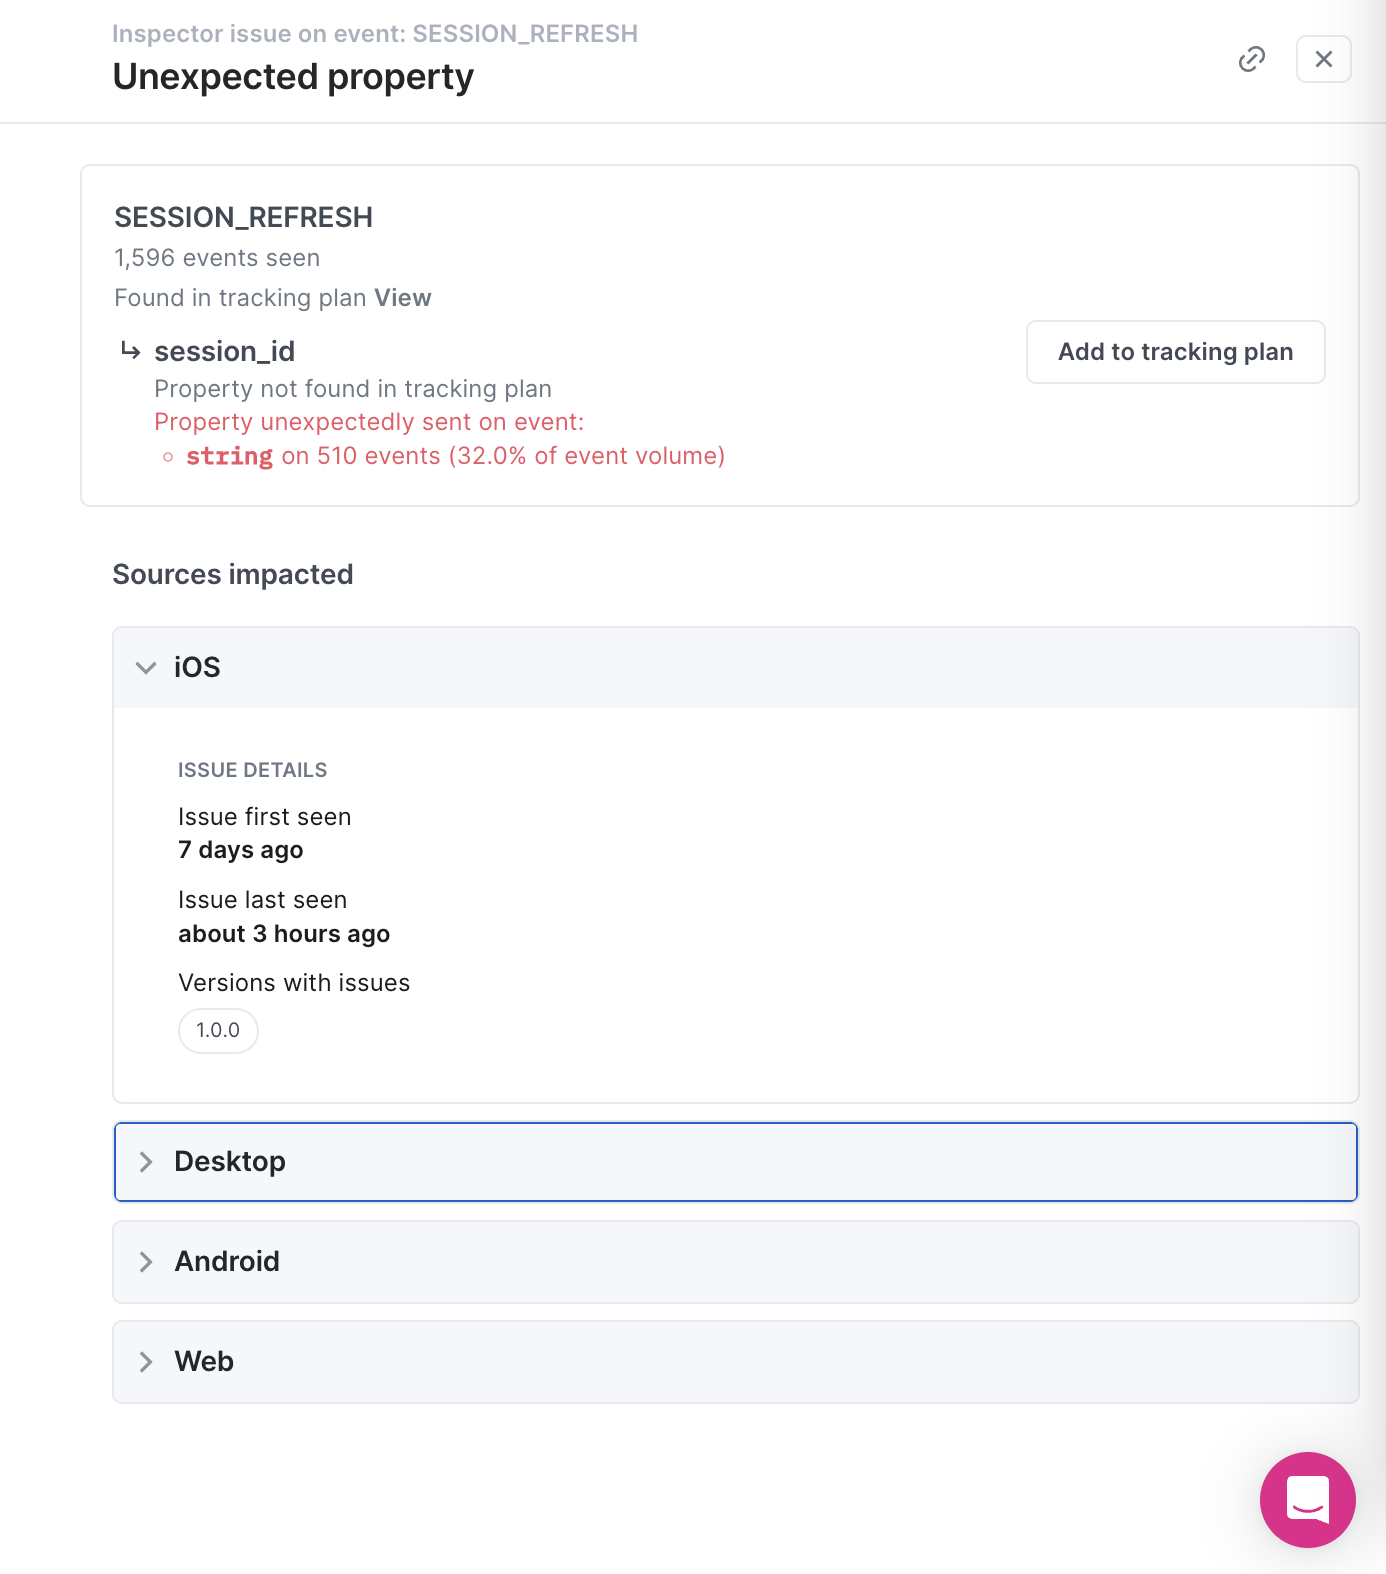 Inspector issue on event: SESSION_REFRESH
Unexpected property
SESSION_REFRESH
1,596 events seen
Found in tracking plan View
session_id
Add to tracking plan
Property not found in tracking plan
Property unexpectedly sent on event:
string on 510 events (32.0% of event volume)
Sources impacted
iOS
ISSUE DETAILS
Issue first seen
7 days ago
Issue last seen
about 3 hours ago
Versions with issues
1.0.0
Desktop
Android
Web